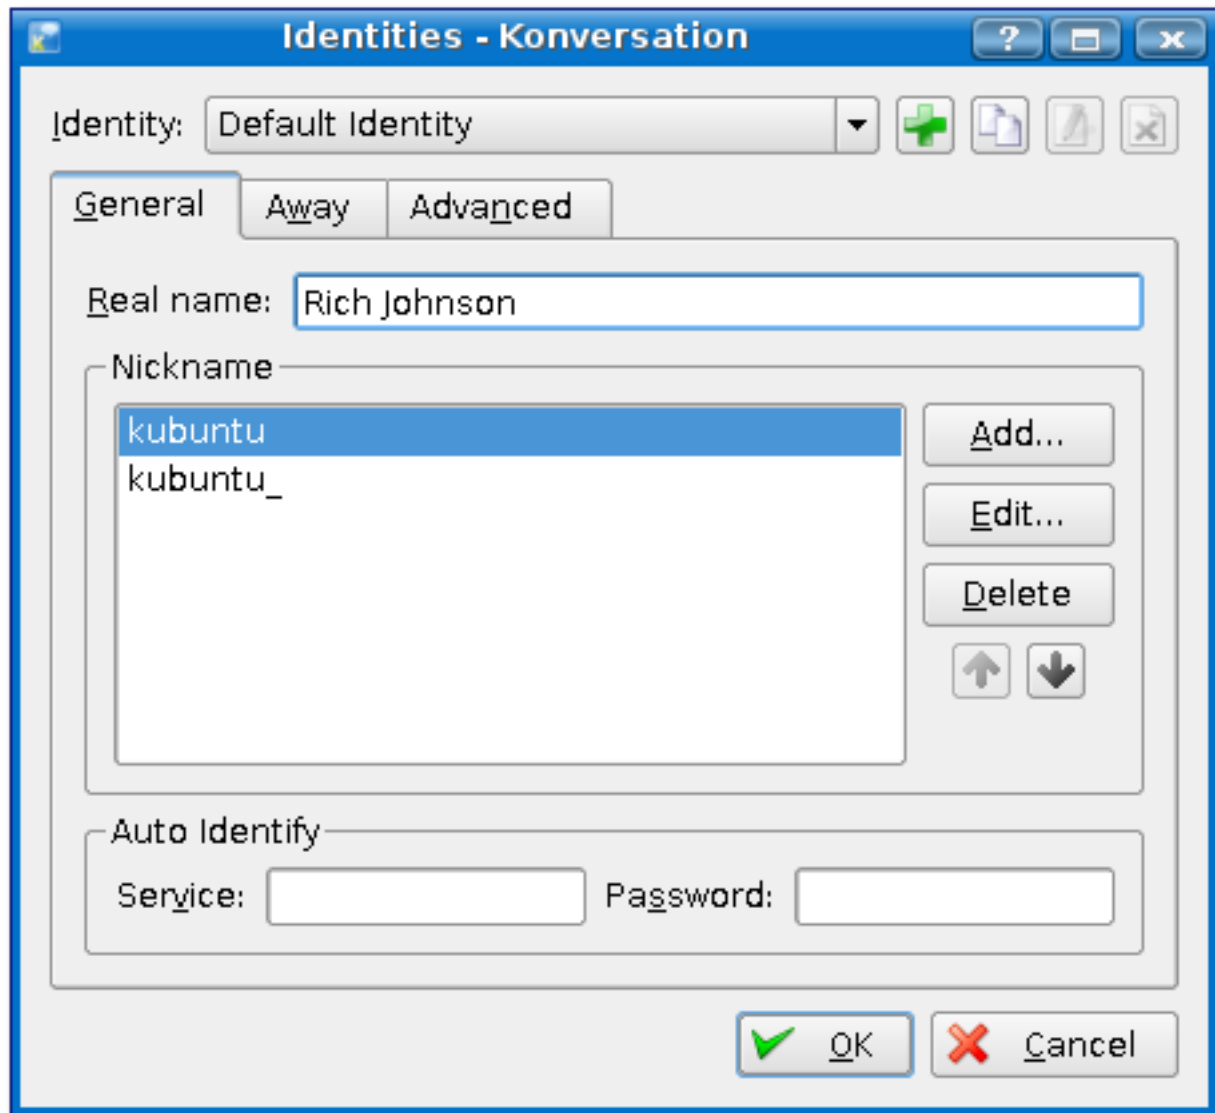 Identities - Konversation
Identity: Default Identity
General Away Advanced
Real name: Rich Johnson
Nickname
kubuntu
kubuntu_
Add...
Edit...
Delete
Auto Identify
Service: Password:
OK Cancel